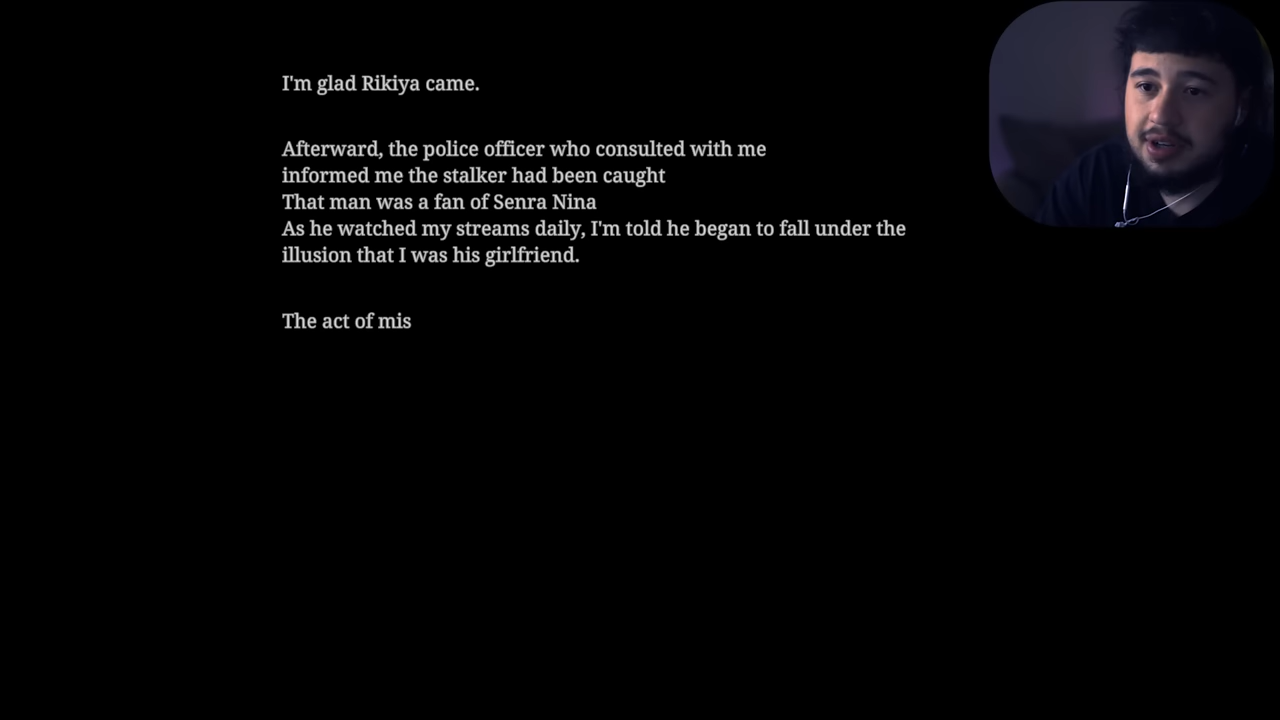 I'm glad Rikiya came.
Afterward, the police officer who consulted with me
informed me the stalker had been caught
That man was a fan of Senra Nina
As he watched my streams daily, I'm told he began to fall under the
illusion that I was his girlfriend.
The act of mis